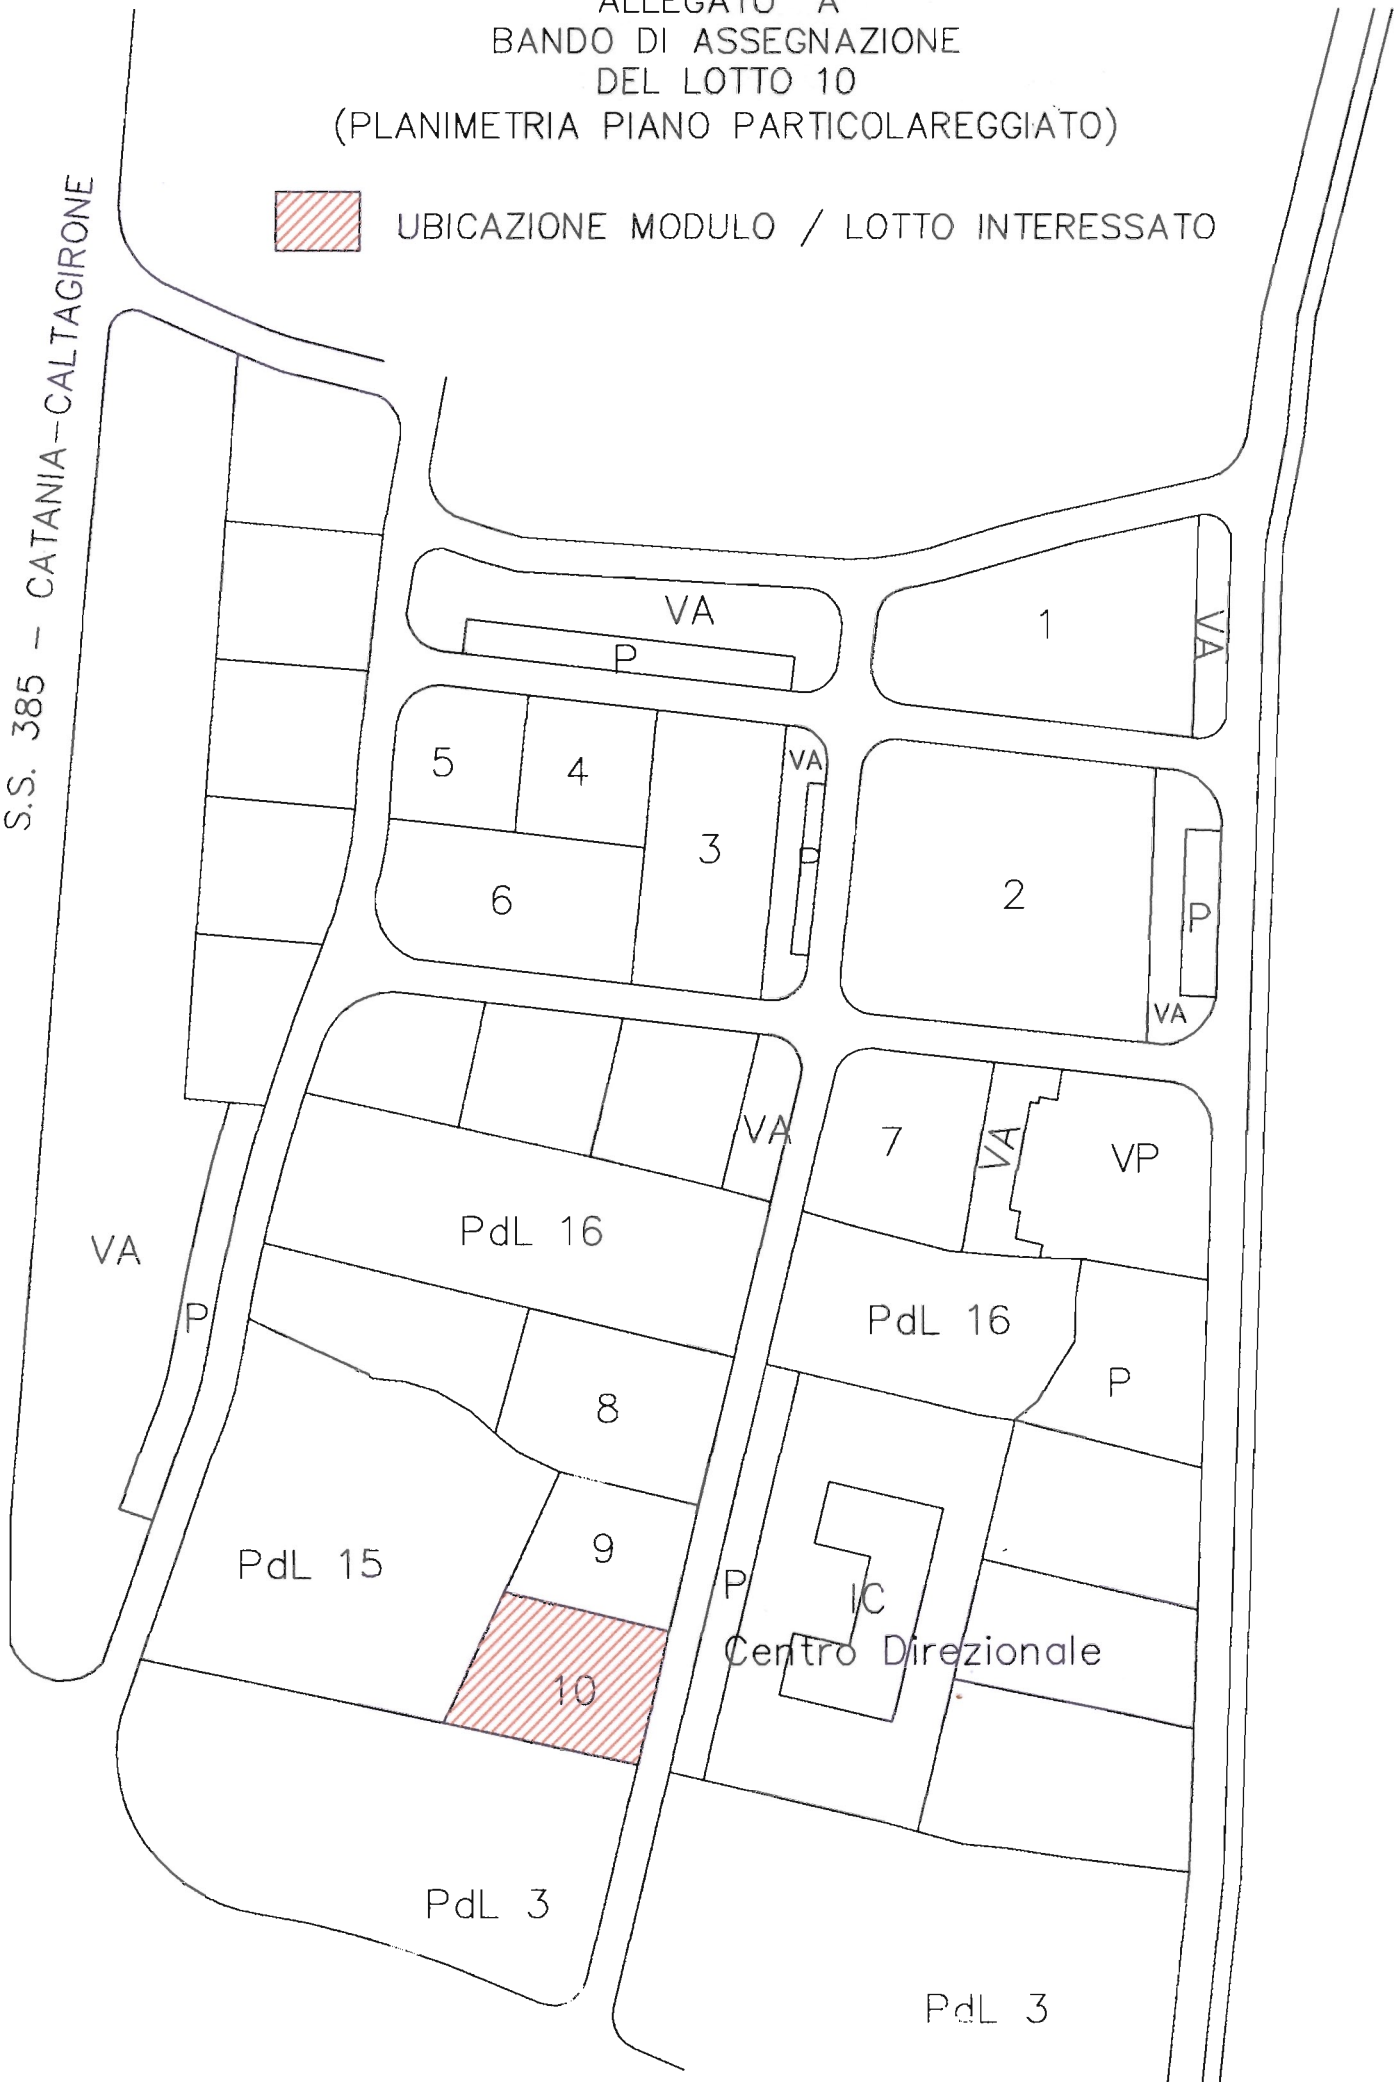 ALLEGATO "A"
BANDO DI ASSEGNAZIONE
DEL LOTTO 10
(PLANIMETRIA PIANO PARTICOLAREGGIATO)
UBICAZIONE MODULO / LOTTO INTERESSATO
S.S. 385 - CATANIA-CALTAGIRONE
VA
P
1
VA
5
4
3
VA
P
6
2
P
VA
VA
7
VA
VP
PdL 16
VA
P
PdL 16
P
8
9
PdL 15
P
IC
Centro Direzionale
10
PdL 3
PdL 3